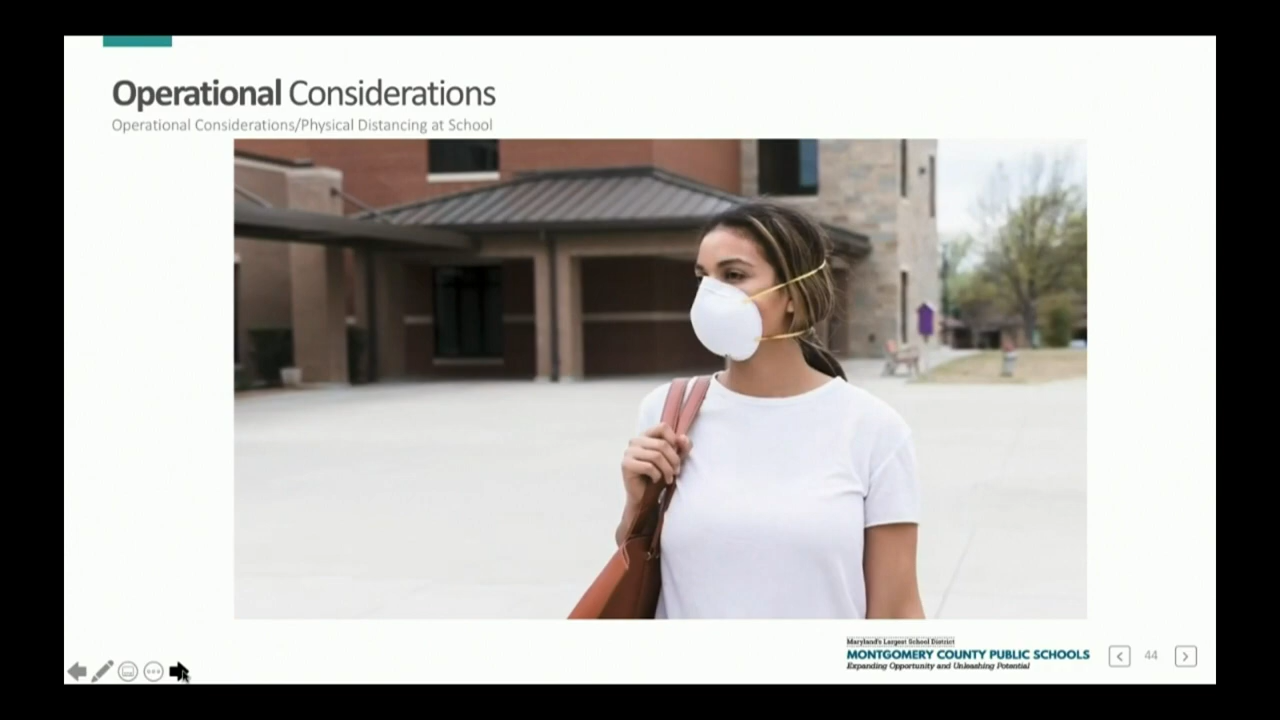 Operational Considerations
Operational Considerations/Physical Distancing at School
Maryland's Largest School District
MONTGOMERY COUNTY PUBLIC SCHOOLS
Expanding Opportunity and Unleashing Potential
44